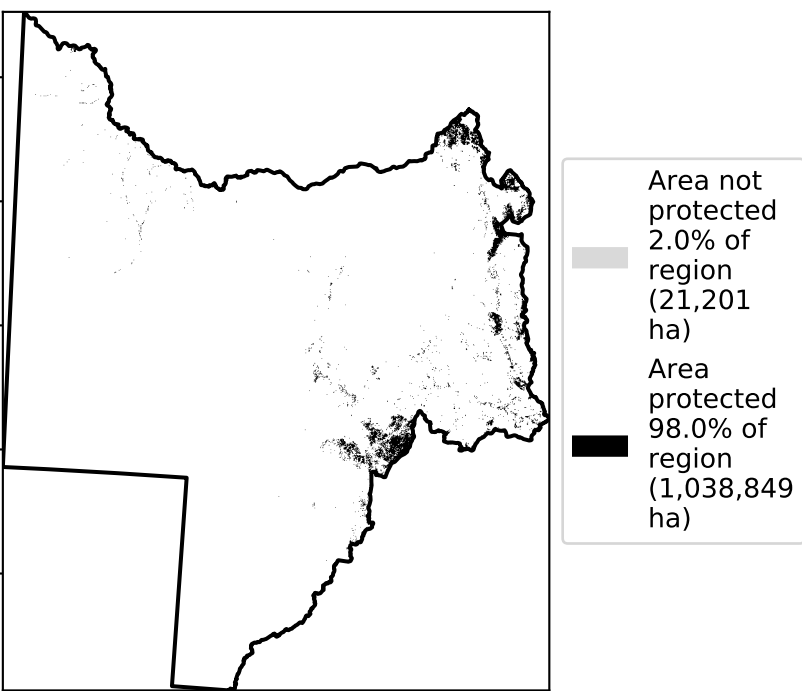 Area not
protected
2.0% of
region
(21,201
ha)
Area
protected
98.0% of
region
(1,038,849
ha)